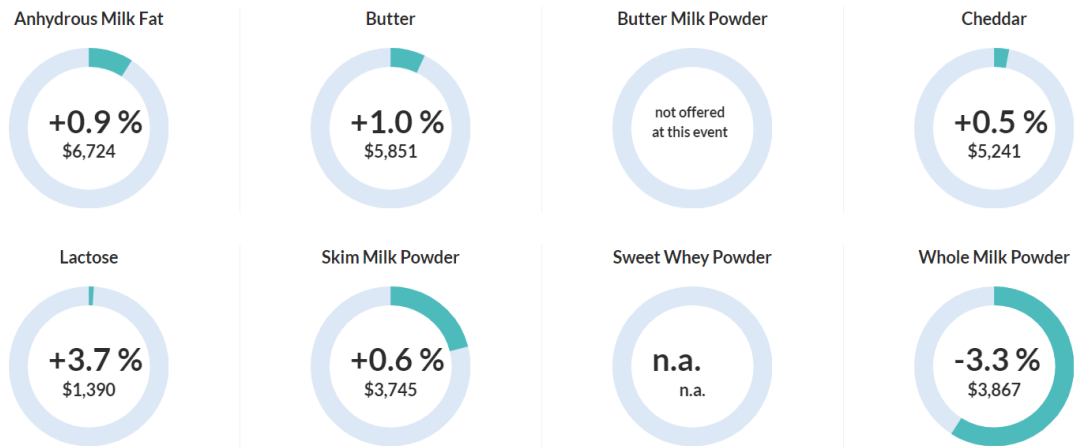 Anhydrous Milk Fat
+0.9 %
$6,724
Butter
+1.0 %
$5,851
Butter Milk Powder
not offered
at this event
Cheddar
+0.5 %
$5,241
Lactose
+3.7 %
$1,390
Skim Milk Powder
+0.6 %
$3,745
Sweet Whey Powder
n.a.
n.a.
Whole Milk Powder
-3.3 %
$3,867